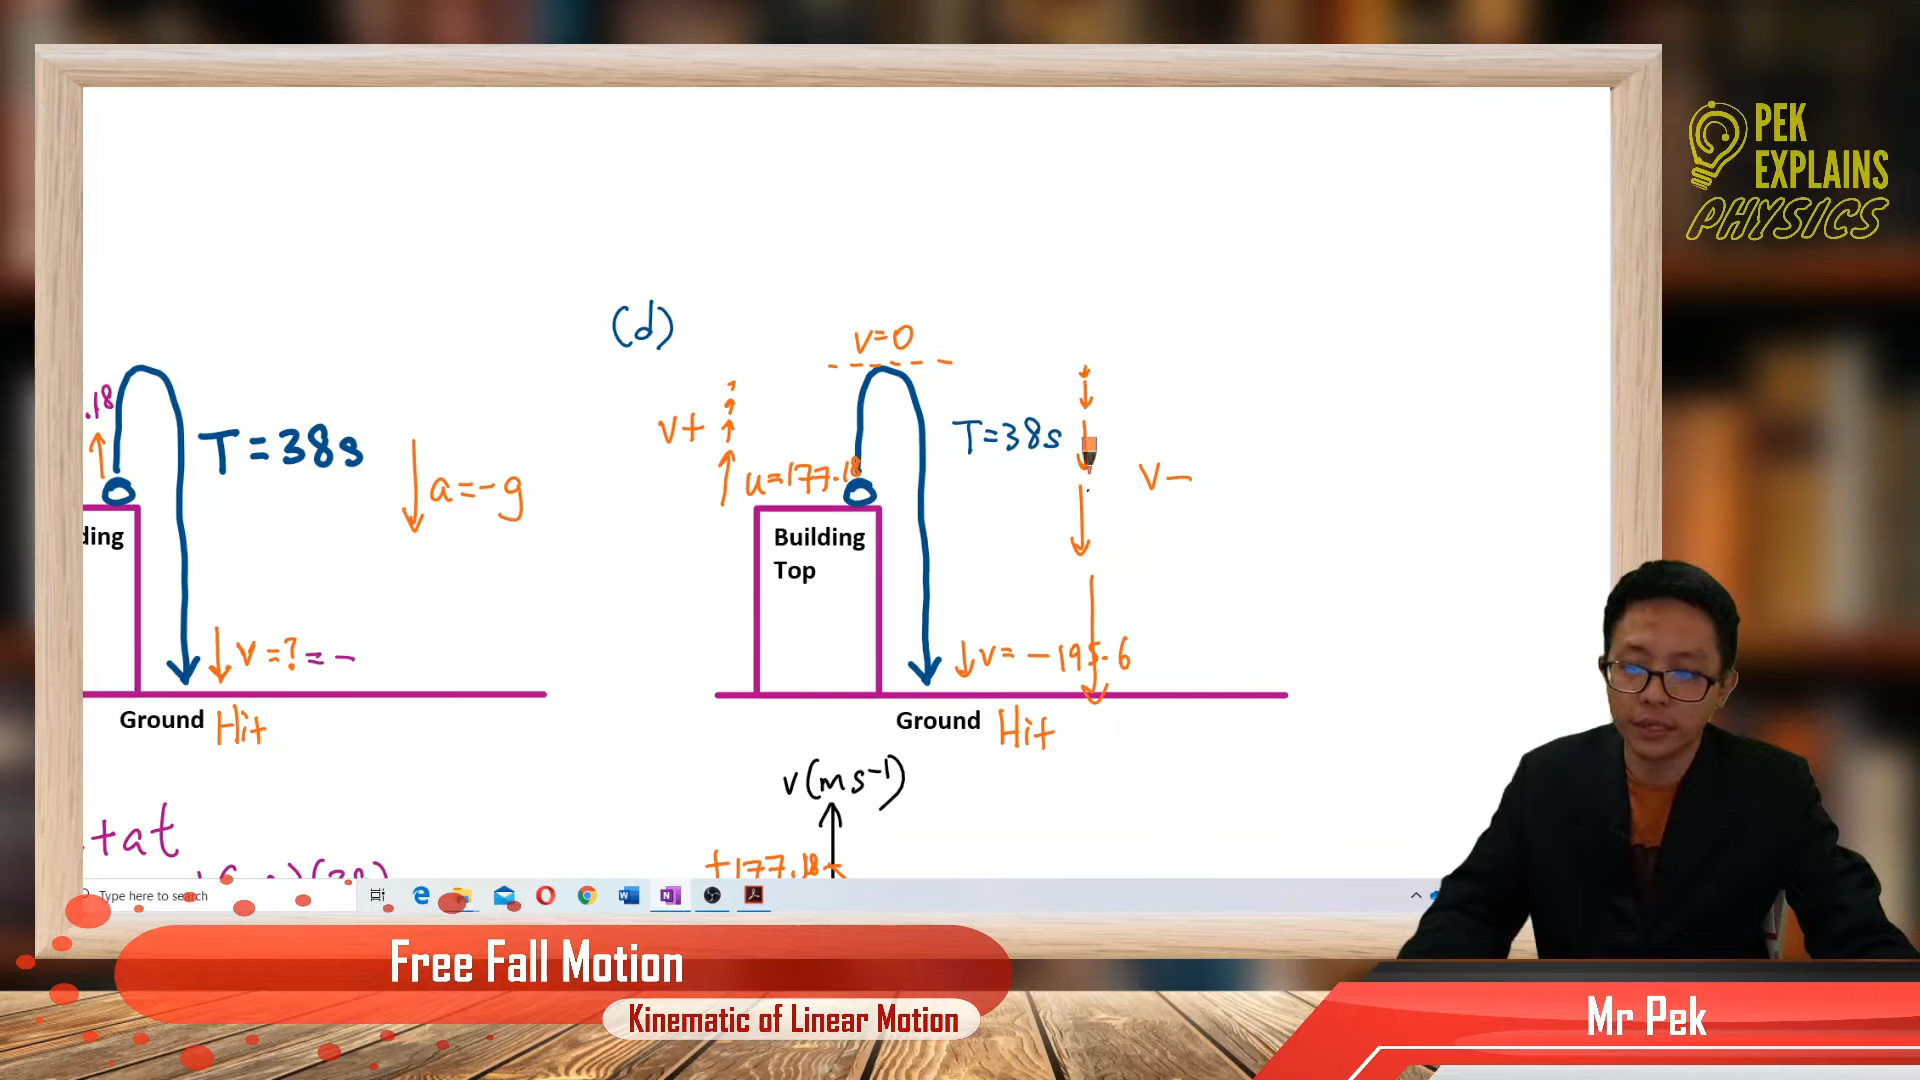 PEK
EXPLAINS
PHYSICS
(d)
v=0
.18
T=38s
a=-g
v+
u=177.18
T=38s
v-
ding
Building
Top
v=?=-
v=-195.6
Ground Hit
Ground Hit
v(ms⁻¹)
+at
+177.18
Type here to search
Free Fall Motion
Kinematic of Linear Motion
Mr Pek